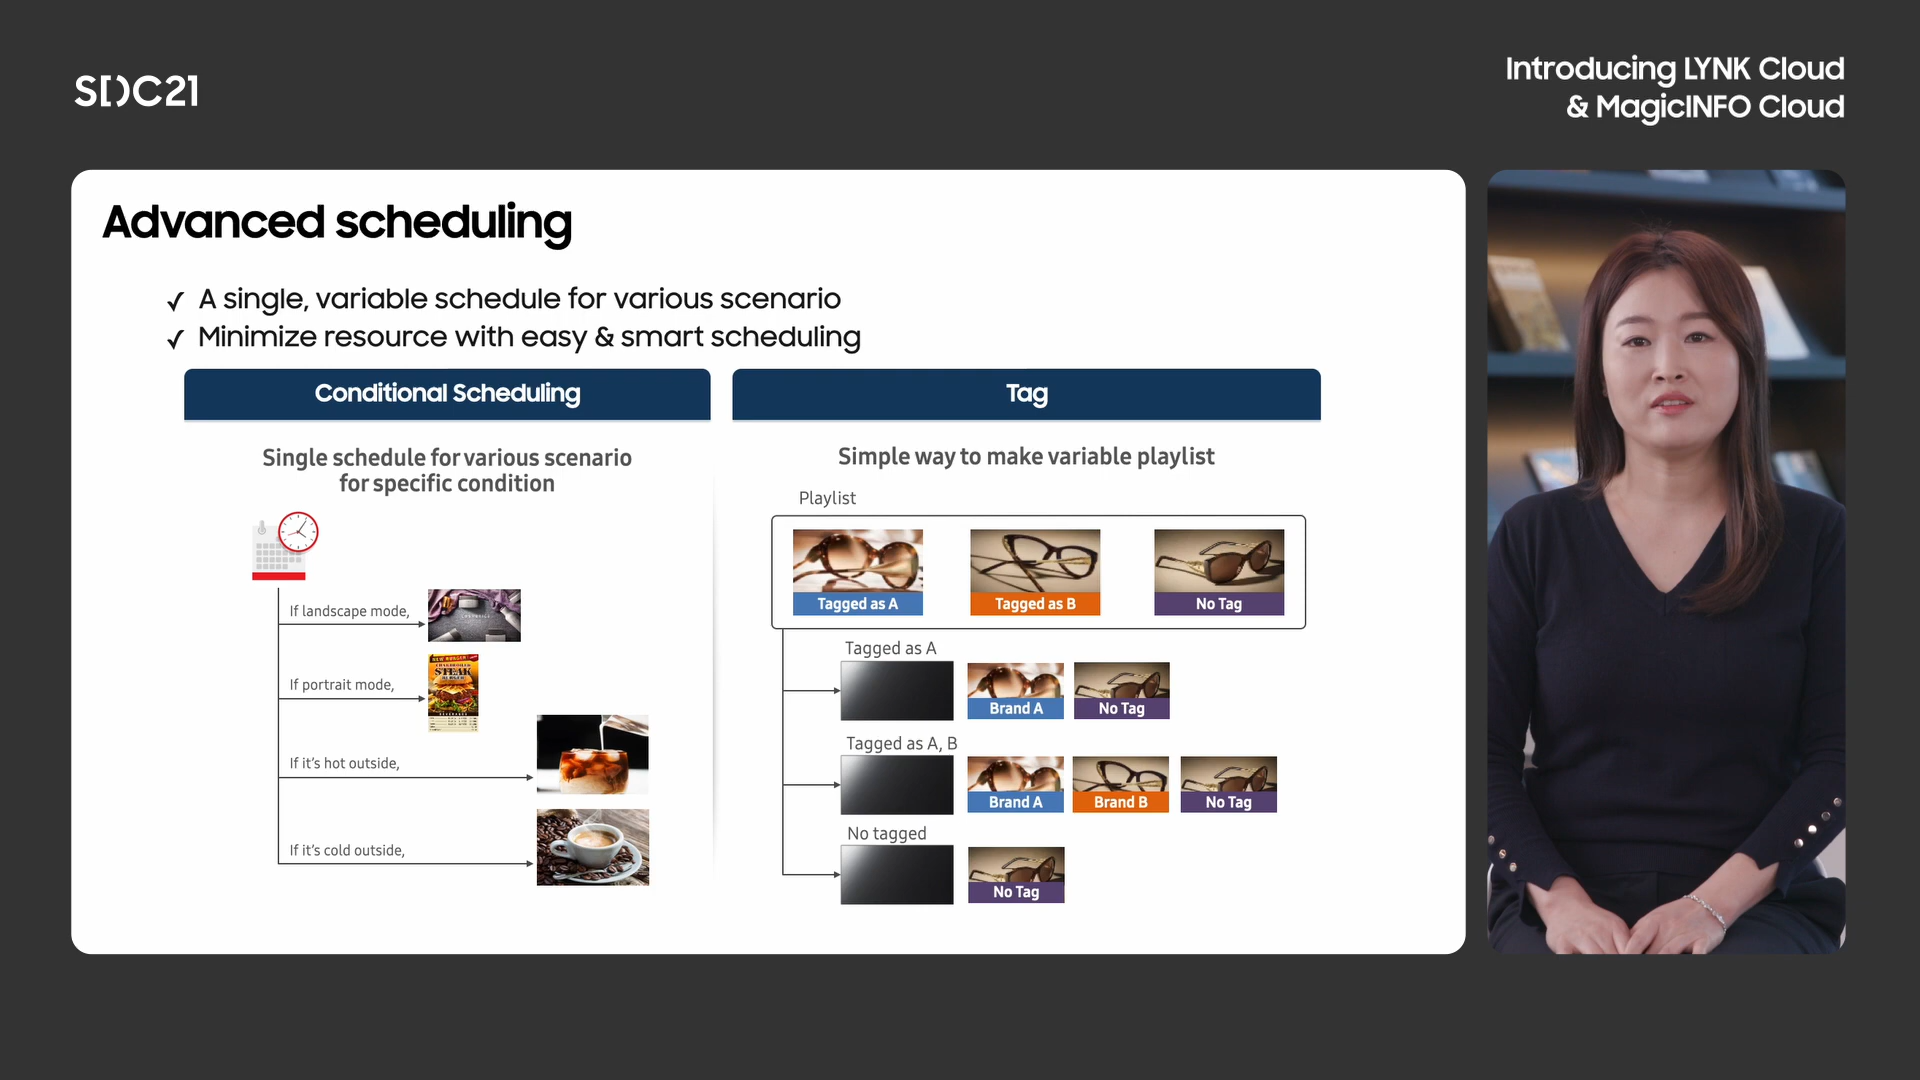 SDC21
Introducing LYNK Cloud
& MagicINFO Cloud
Advanced scheduling
✓ A single, variable schedule for various scenario
✓ Minimize resource with easy & smart scheduling
Conditional Scheduling
Single schedule for various scenario
for specific condition
If landscape mode,
If portrait mode,
NEW BURGER
STEAK
BURGER
If it's hot outside,
If it's cold outside,
Tag
Simple way to make variable playlist
Playlist
Tagged as A
Tagged as B
No Tag
Tagged as A
Brand A
No Tag
Tagged as A, B
Brand A
Brand B
No Tag
No tagged
No Tag